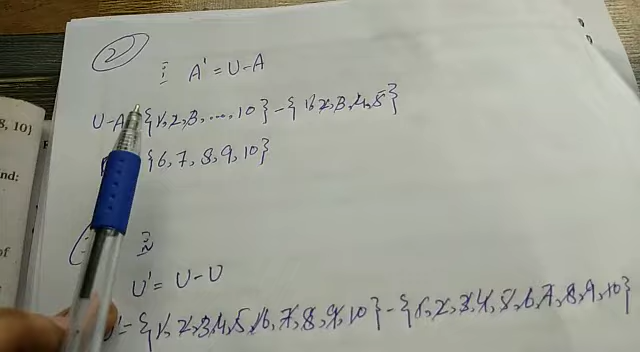 8, 10}
nd;
of
2
I A' = U-A
U-A {1,2,3,...,10} - {1,2,3,4,5}
{6,7,8,9,10}
U' = U-U
{1,2,3,4,5,6,7,8,9,10} - {1,2,3,4,5,6,7,8,9,10}